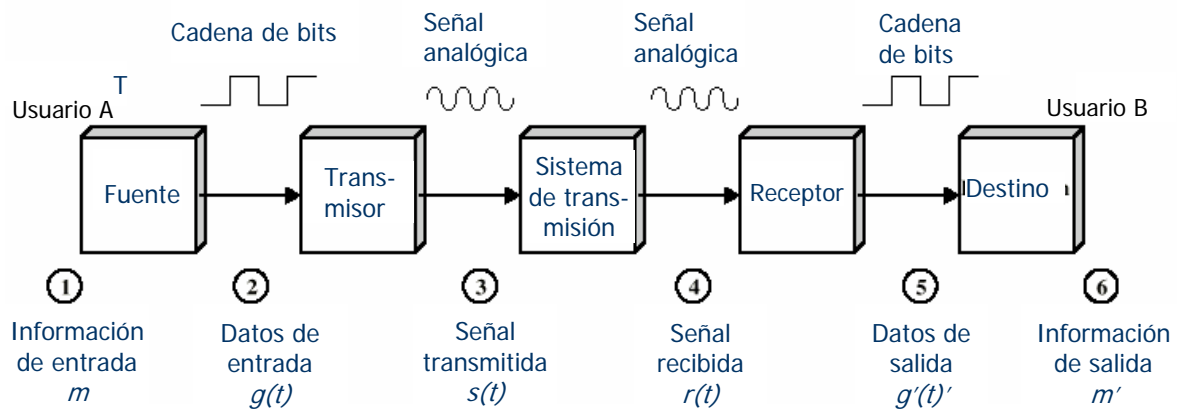 Cadena de bits
Señal
analógica
Señal
analógica
Cadena
de bits
T
Usuario A
Usuario B
Fuente
Trans-
misor
Sistema
de trans-
misión
Receptor
Destino
1
2
3
4
5
6
Información
de entrada
m
Datos de
entrada
g(t)
Señal
transmitida
s(t)
Señal
recibida
r(t)
Datos de
salida
g'(t)'
Información
de salida
m'